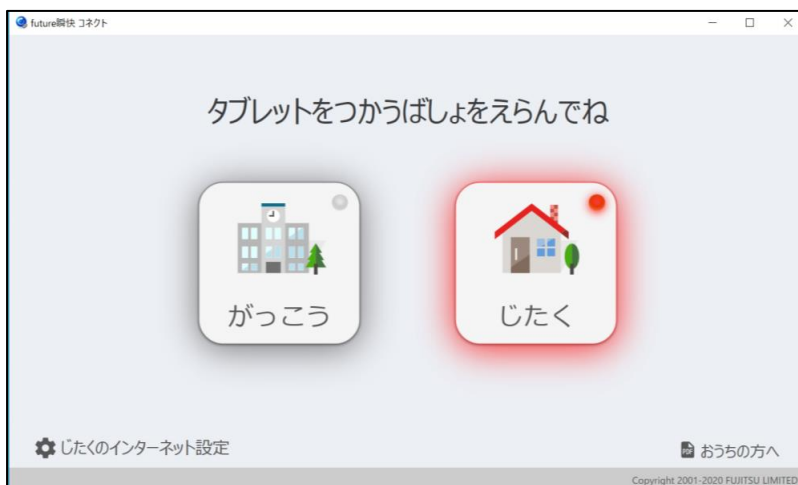 future瞬快 コネクト
タブレットをつかうばしょをえらんでね
がっこう
じたく
じたくのインターネット設定
PDF
おうちの方へ
Copyright 2001-2020 FUJITSU LIMITED